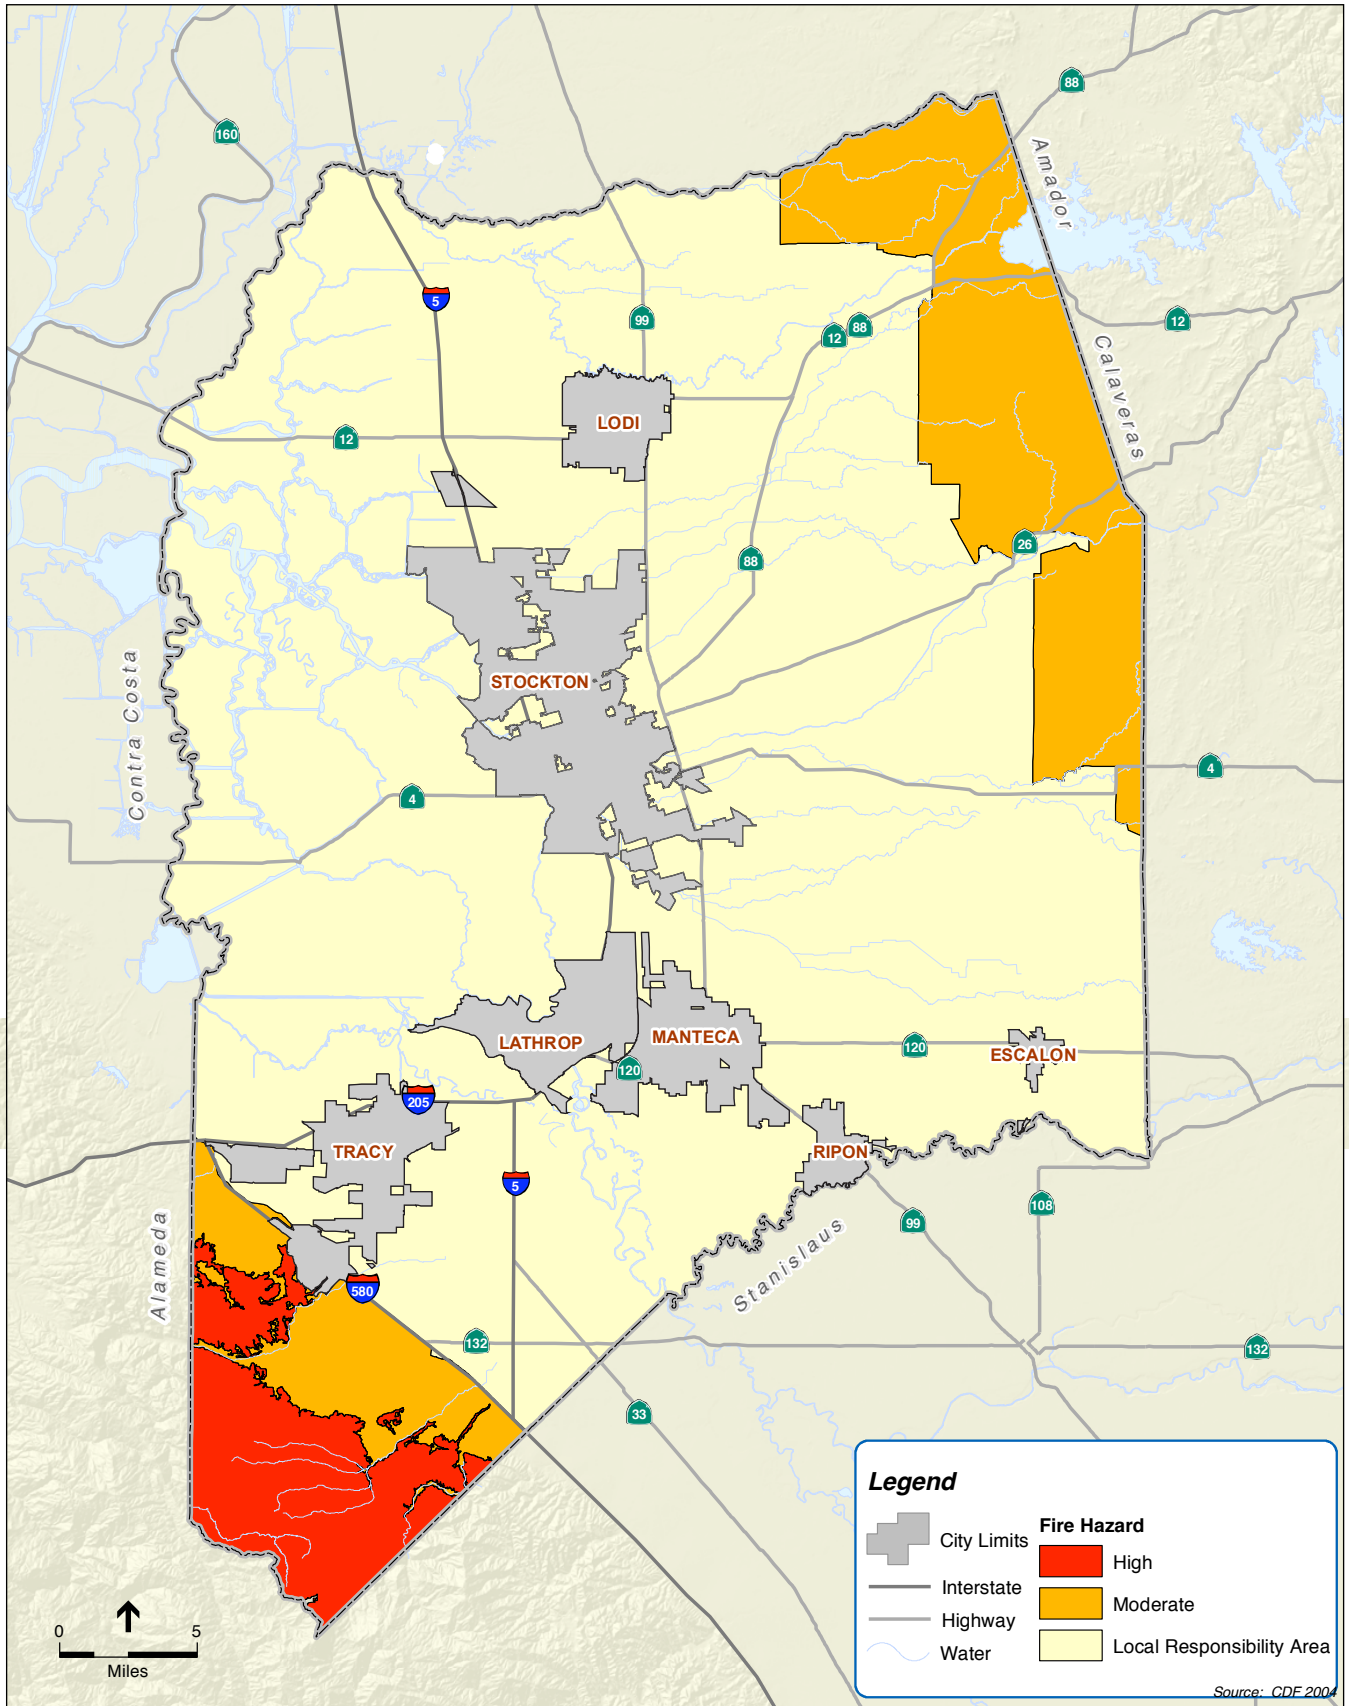 88
160
Amador
5
99
12
88
12
Calaveras
LODI
12
26
88
STOCKTON
Contra Costa
4
4
LATHROP
MANTECA
120
ESCALON
120
205
TRACY
RIPON
5
108
99
Stanislaus
Alameda
580
132
132
33
Legend
City Limits
Interstate
Highway
Water
Fire Hazard
High
Moderate
Local Responsibility Area
0 5
Miles
Source: CDF 2004